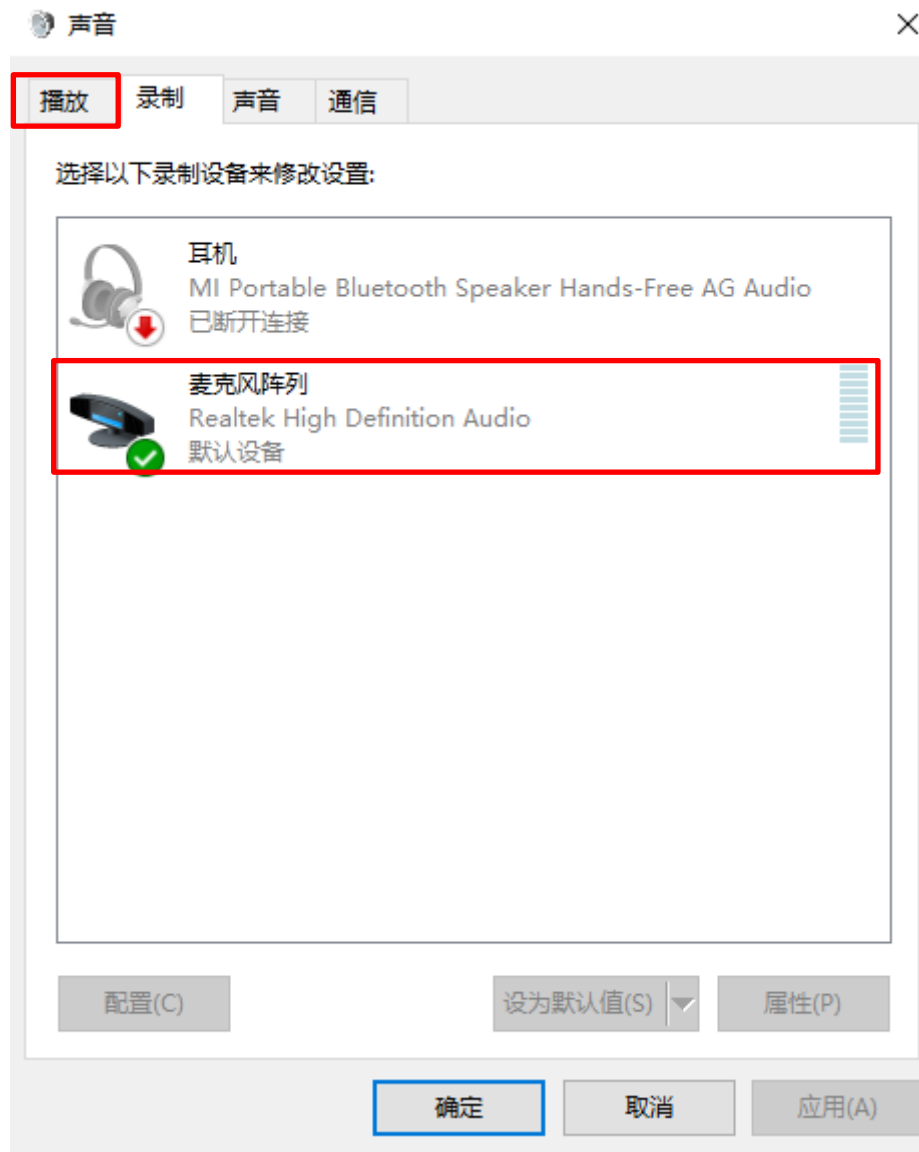 声音
播放 录制 声音 通信
选择以下录制设备来修改设置:
耳机
MI Portable Bluetooth Speaker Hands-Free AG Audio
已断开连接
麦克风阵列
Realtek High Definition Audio
默认设备
配置(C) 设为默认值(S) 属性(P)
确定 取消 应用(A)